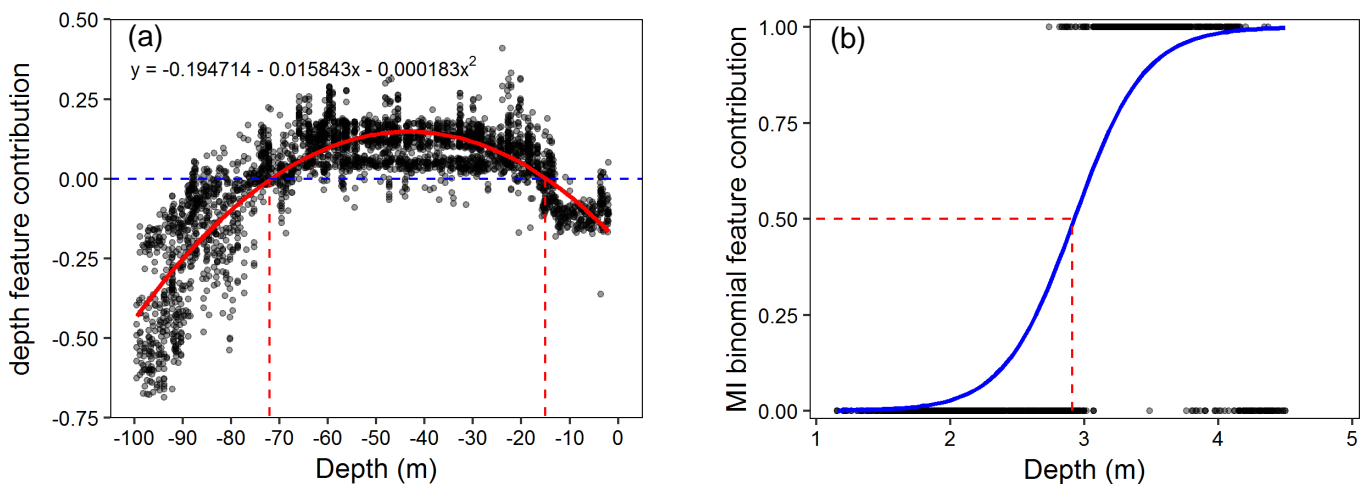 (a)
y = -0.194714 - 0.015843x - 0.000183x²
depth feature contribution
0.50
0.25
0.00
-0.25
-0.50
-0.75
-100 -90 -80 -70 -60 -50 -40 -30 -20 -10 0
Depth (m)
(b)
MI binomial feature contribution
1.00
0.75
0.50
0.25
0.00
1 2 3 4 5
Depth (m)